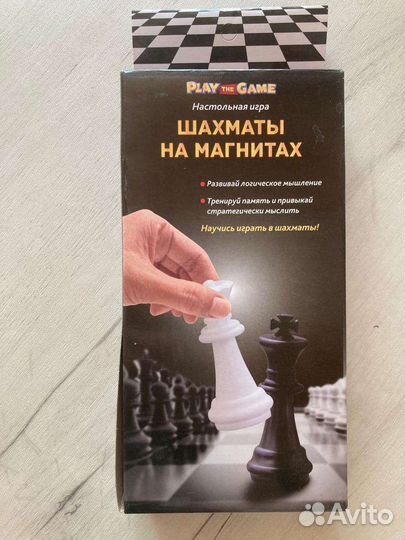 PLAY THE GAME
Настольная игра
ШАХМАТЫ
НА МАГНИТАХ
Развивай логическое мышление
Тренируй память и привыкай
стратегически мыслить
Научись играть в шахматы!
Avito